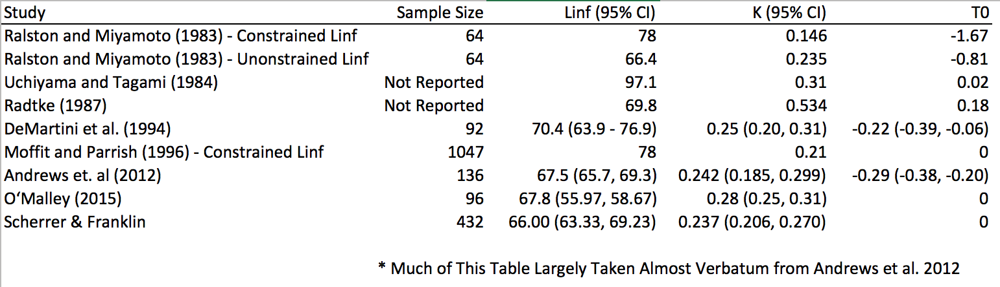 Study Sample Size Linf (95% CI) K (95% CI) T0
Ralston and Miyamoto (1983) - Constrained Linf 64 78 0.146 -1.67
Ralston and Miyamoto (1983) - Unonstrained Linf 64 66.4 0.235 -0.81
Uchiyama and Tagami (1984) Not Reported 97.1 0.31 0.02
Radtke (1987) Not Reported 69.8 0.534 0.18
DeMartini et al. (1994) 92 70.4 (63.9 - 76.9) 0.25 (0.20, 0.31) -0.22 (-0.39, -0.06)
Moffit and Parrish (1996) - Constrained Linf 1047 78 0.21 0
Andrews et. al (2012) 136 67.5 (65.7, 69.3) 0.242 (0.185, 0.299) -0.29 (-0.38, -0.20)
O‘Malley (2015) 96 67.8 (55.97, 58.67) 0.28 (0.25, 0.31) 0
Scherrer & Franklin 432 66.00 (63.33, 69.23) 0.237 (0.206, 0.270) 0
* Much of This Table Largely Taken Almost Verbatum from Andrews et al. 2012